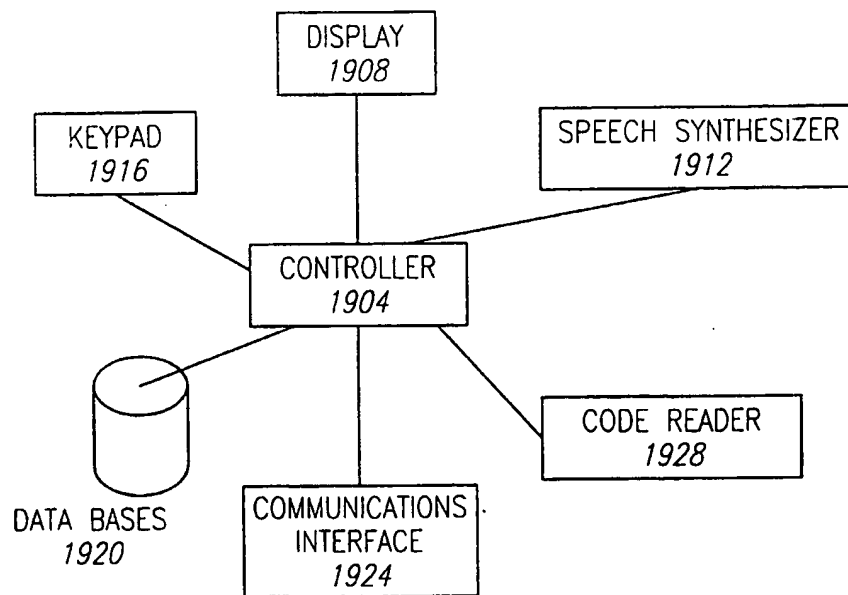 DISPLAY
1908
KEYPAD
1916
SPEECH SYNTHESIZER
1912
CONTROLLER
1904
CODE READER
1928
DATA BASES
1920
COMMUNICATIONS
INTERFACE
1924